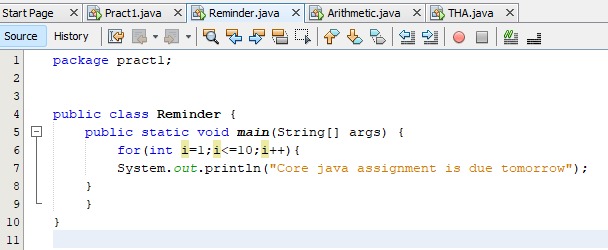 Start Page Pract1.java Reminder.java Arithmetic.java THA.java
Source History
1 package pract1;
2
3
4 public class Reminder {
5 public static void main(String[] args) {
6 for(int i=1;i<=10;i++){
7 System.out.println("Core java assignment is due tomorrow");
8 }
9 }
10 }
11